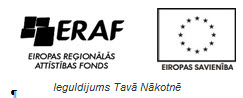 ERAF
EIROPAS REĢIONĀLĀS
ATTĪSTĪBAS FONDS
EIROPAS SAVIENĪBA
Ieguldījums Tavā Nākotnē
¶